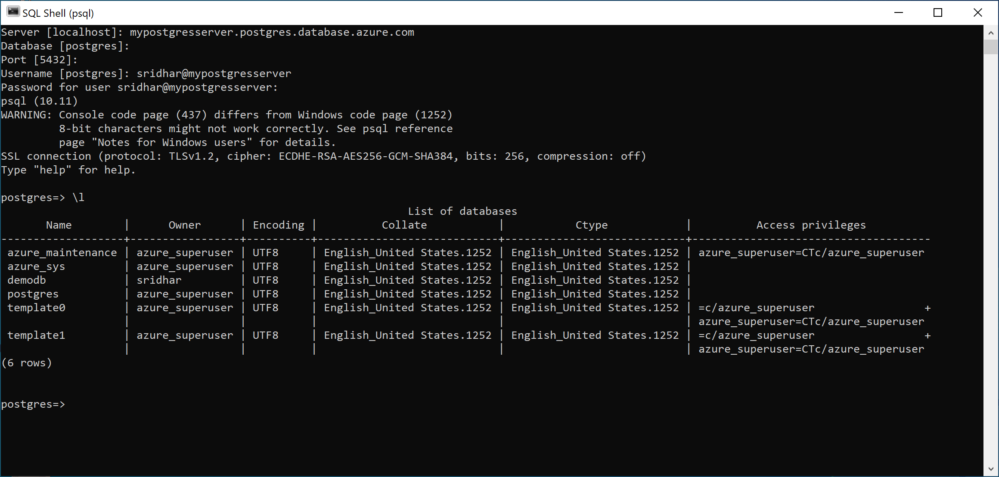 SQL Shell (psql)
Server [localhost]: mypostgresserver.postgres.database.azure.com
Database [postgres]:
Port [5432]:
Username [postgres]: sridhar@mypostgresserver
Password for user sridhar@mypostgresserver:
psql (10.11)
WARNING: Console code page (437) differs from Windows code page (1252)
         8-bit characters might not work correctly. See psql reference
         page "Notes for Windows users" for details.
SSL connection (protocol: TLSv1.2, cipher: ECDHE-RSA-AES256-GCM-SHA384, bits: 256, compression: off)
Type "help" for help.

postgres=> \l
                                                               List of databases
       Name        |      Owner      | Encoding |          Collate           |           Ctype            |          Access privileges
-------------------+-----------------+----------+----------------------------+----------------------------+-------------------------------------
 azure_maintenance | azure_superuser | UTF8     | English_United States.1252 | English_United States.1252 | azure_superuser=CTc/azure_superuser
 azure_sys         | azure_superuser | UTF8     | English_United States.1252 | English_United States.1252 |
 demodb            | sridhar         | UTF8     | English_United States.1252 | English_United States.1252 |
 postgres          | azure_superuser | UTF8     | English_United States.1252 | English_United States.1252 |
 template0         | azure_superuser | UTF8     | English_United States.1252 | English_United States.1252 | =c/azure_superuser                 +
                   |                 |          |                            |                            | azure_superuser=CTc/azure_superuser
 template1         | azure_superuser | UTF8     | English_United States.1252 | English_United States.1252 | =c/azure_superuser                 +
                   |                 |          |                            |                            | azure_superuser=CTc/azure_superuser
(6 rows)

postgres=>